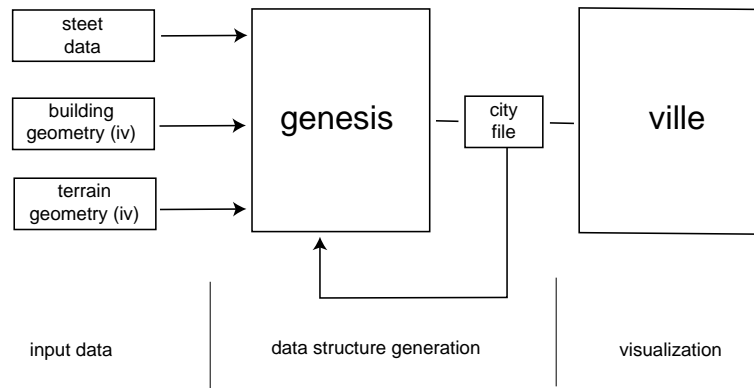 steet
data
building
geometry (iv)
terrain
geometry (iv)
genesis
city
file
ville
input data
data structure generation
visualization